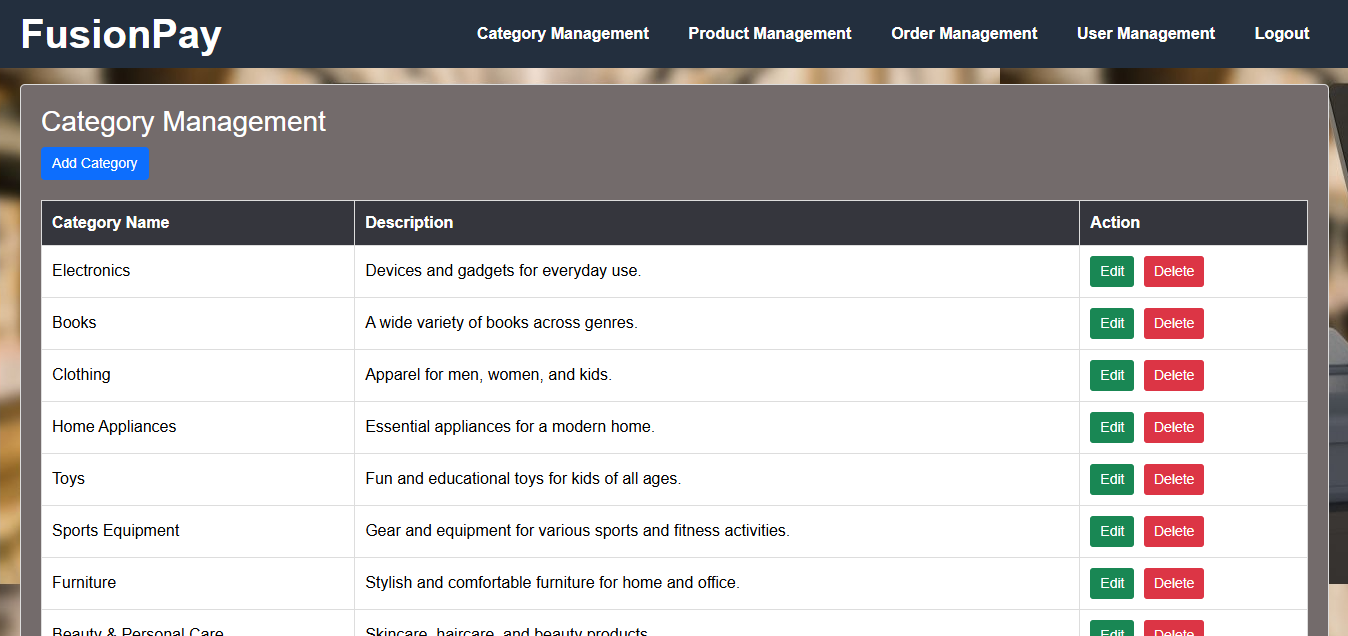 FusionPay Category Management Product Management Order Management User Management Logout
Category Management
Add Category
Category Name Description Action
Electronics Devices and gadgets for everyday use. Edit Delete
Books A wide variety of books across genres. Edit Delete
Clothing Apparel for men, women, and kids. Edit Delete
Home Appliances Essential appliances for a modern home. Edit Delete
Toys Fun and educational toys for kids of all ages. Edit Delete
Sports Equipment Gear and equipment for various sports and fitness activities. Edit Delete
Furniture Stylish and comfortable furniture for home and office. Edit Delete
Beauty & Personal Care Skincare, haircare, and beauty products. Edit Delete